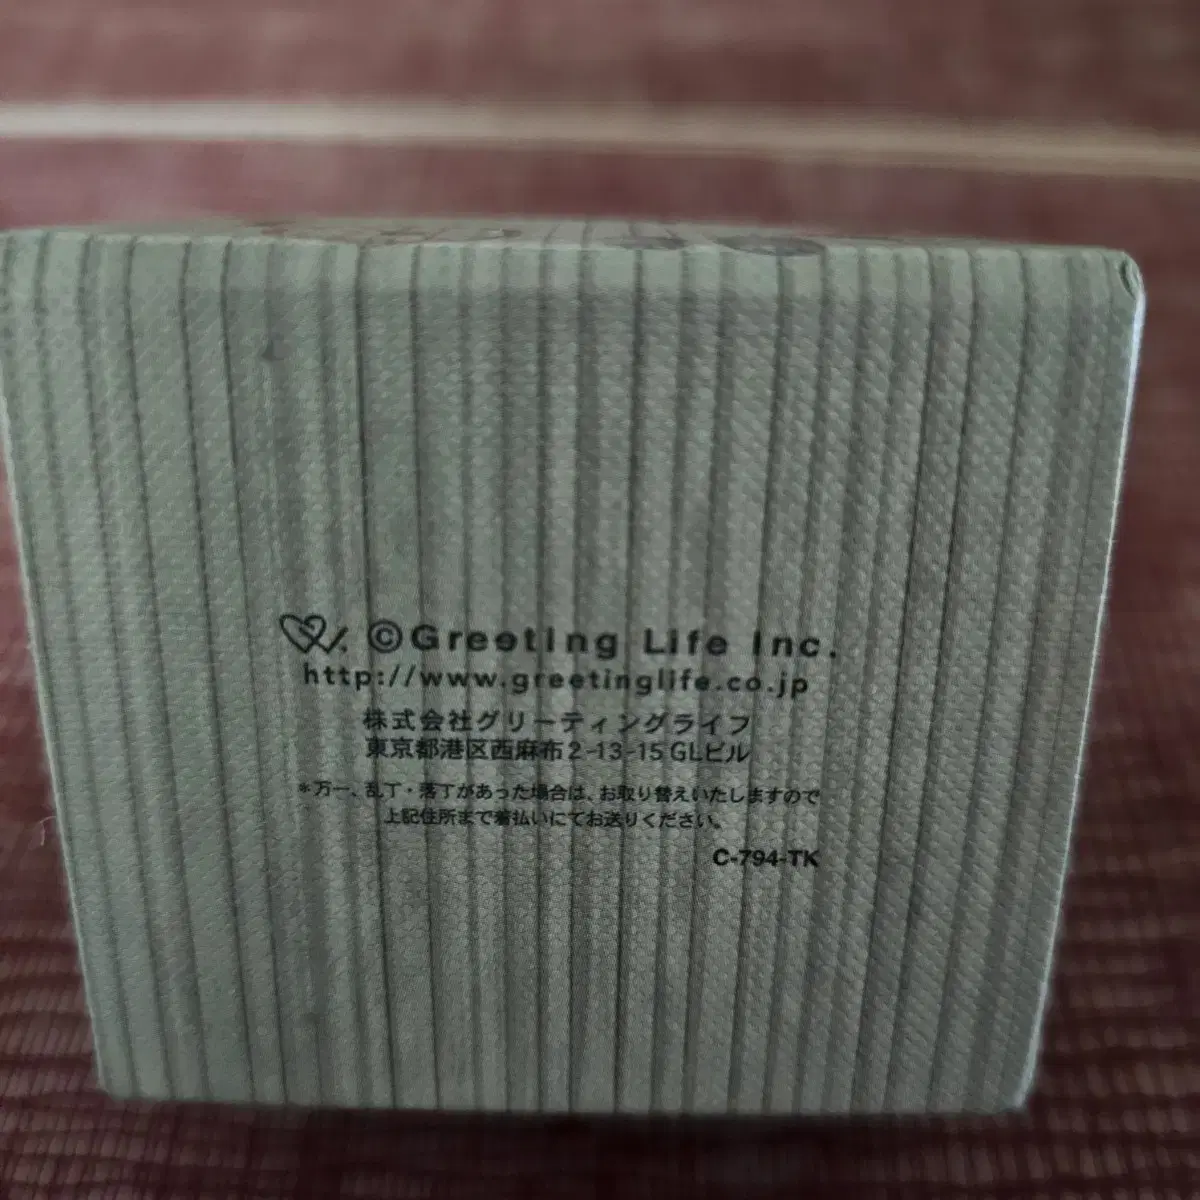 ©Greeting Life Inc.
http://www.greetinglife.co.jp
株式会社グリーティングライフ
東京都港区西麻布2-13-15 GLビル
*万一、乱丁・落丁があった場合は、お取り替えいたしますので
上記住所まで着払いにてお送りください。
C-794-TK